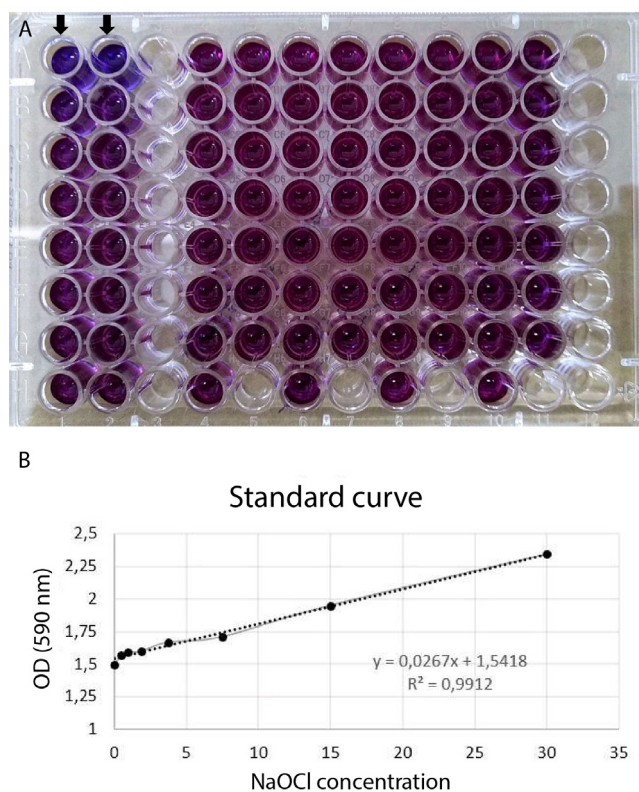 A
1 2 3 4 5 6 7 8 10 11 12
B
Standard curve
OD (590 nm)
2,5
2,25
2
1,75
1,5
1,25
1
y = 0,0267x + 1,5418
R² = 0,9912
0 5 10 15 20 25 30 35
NaOCl concentration